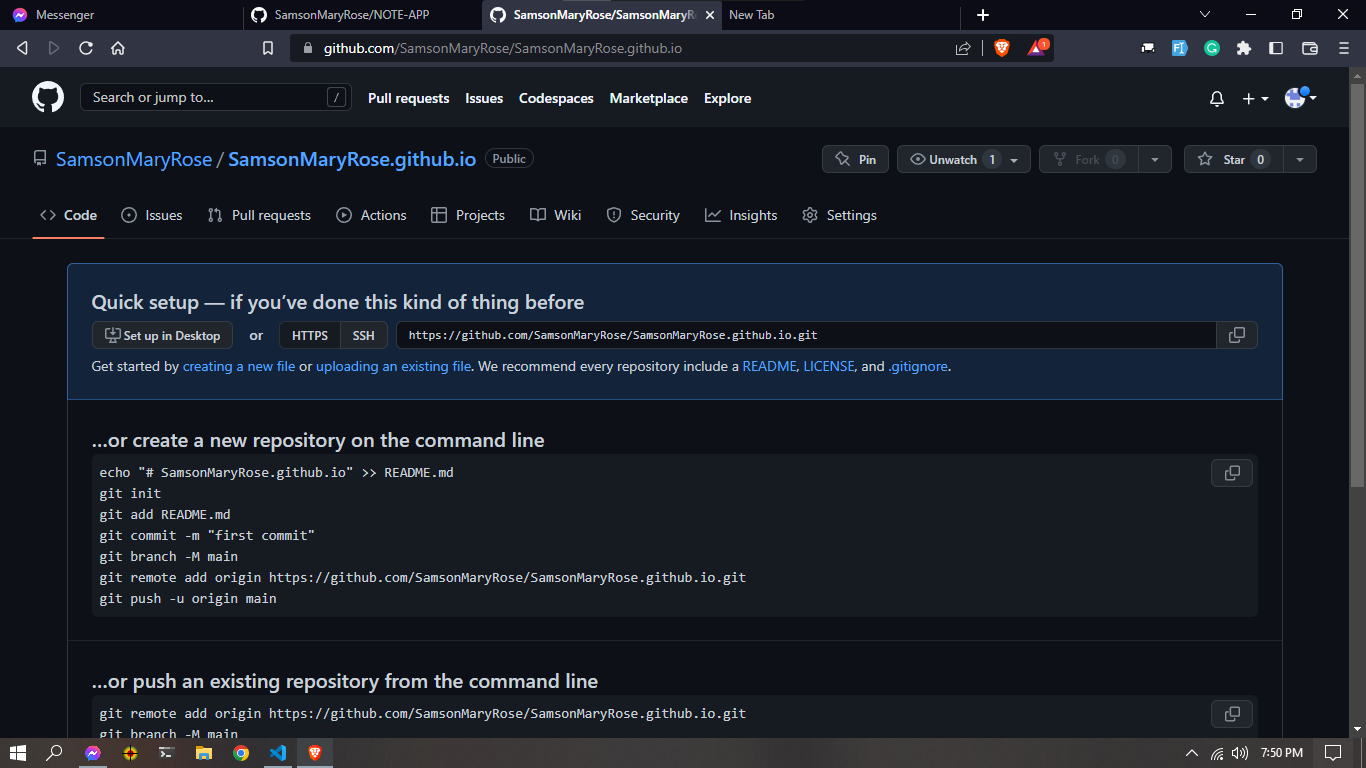 Messenger
SamsonMaryRose/NOTE-APP
SamsonMaryRose/SamsonMaryR
New Tab
github.com/SamsonMaryRose/SamsonMaryRose.github.io
1
Search or jump to... /
Pull requests Issues Codespaces Marketplace Explore
SamsonMaryRose / SamsonMaryRose.github.io Public
Pin Unwatch 1 Fork 0 Star 0
Code Issues Pull requests Actions Projects Wiki Security Insights Settings
Quick setup — if you’ve done this kind of thing before
Set up in Desktop or HTTPS SSH https://github.com/SamsonMaryRose/SamsonMaryRose.github.io.git
Get started by creating a new file or uploading an existing file. We recommend every repository include a README, LICENSE, and .gitignore.
…or create a new repository on the command line
echo "# SamsonMaryRose.github.io" >> README.md
git init
git add README.md
git commit -m "first commit"
git branch -M main
git remote add origin https://github.com/SamsonMaryRose/SamsonMaryRose.github.io.git
git push -u origin main
…or push an existing repository from the command line
git remote add origin https://github.com/SamsonMaryRose/SamsonMaryRose.github.io.git
git branch -M main
7:50 PM